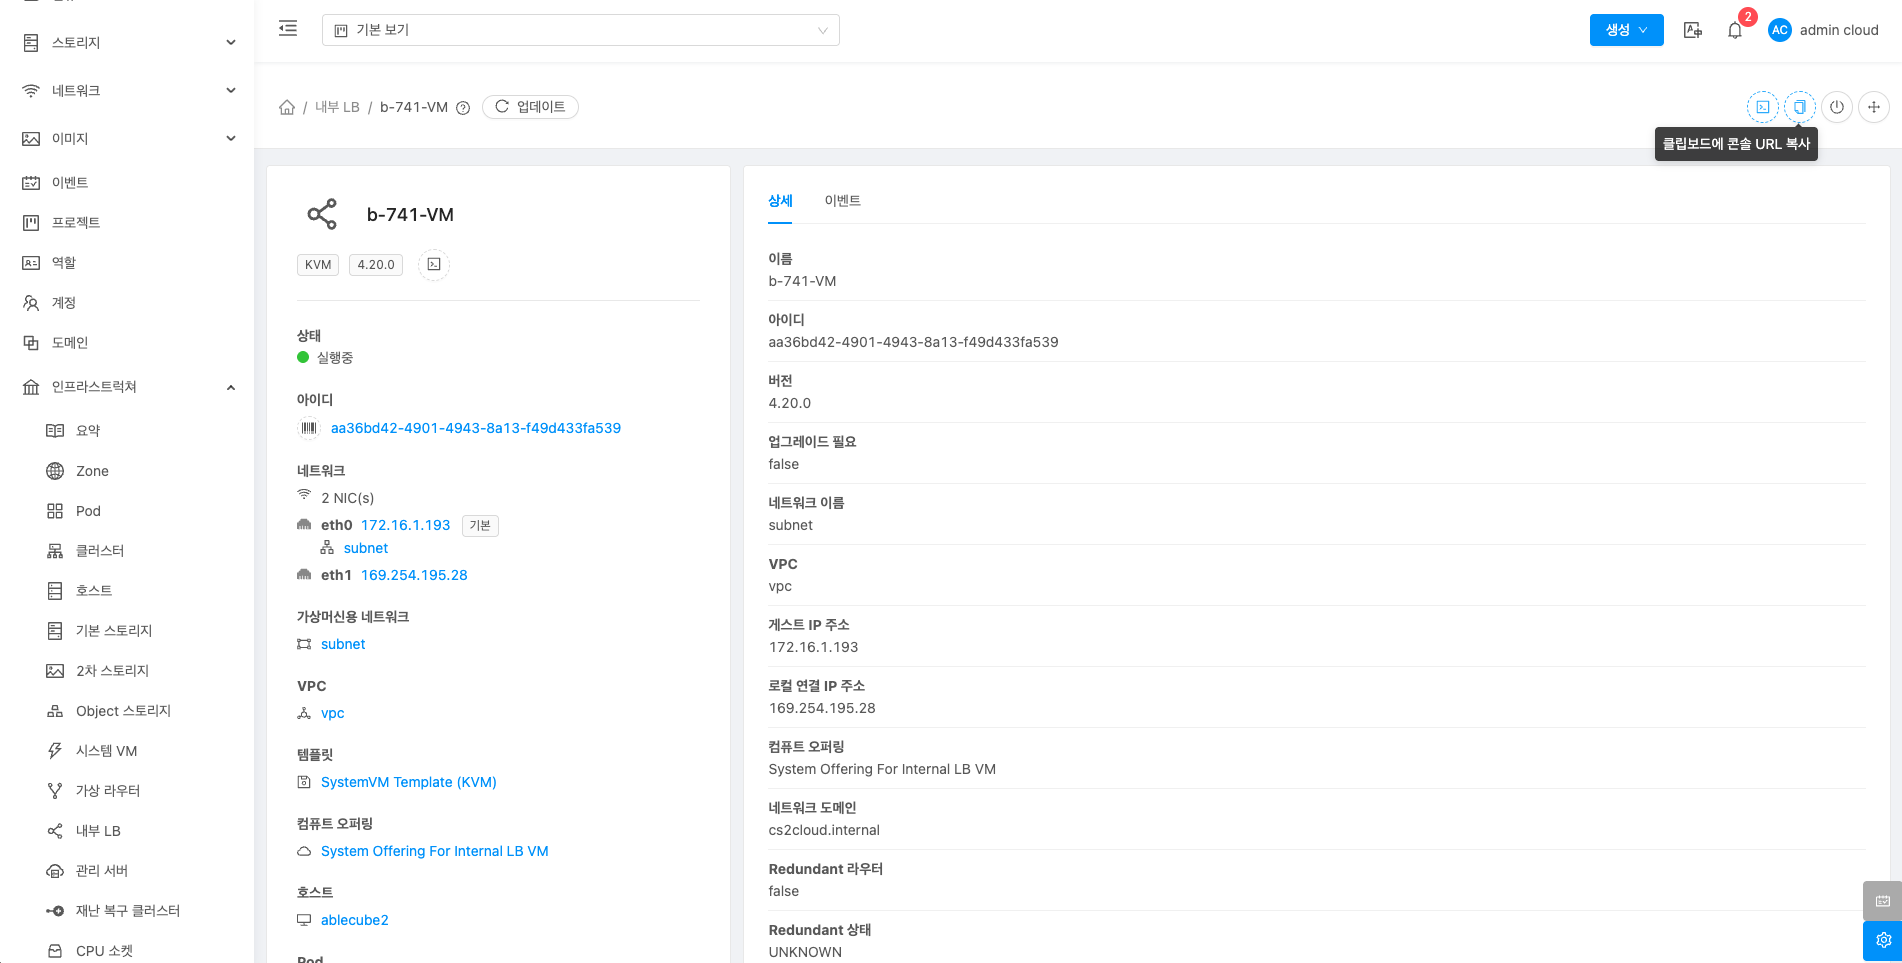 스토리지
네트워크
이미지
이벤트
프로젝트
역할
계정
도메인
인프라스트럭쳐
요약
Zone
Pod
클러스터
호스트
기본 스토리지
2차 스토리지
Object 스토리지
시스템 VM
가상 라우터
내부 LB
관리 서버
재난 복구 클러스터
CPU 소켓
기본 보기
생성
2
AC admin cloud
/ 내부 LB / b-741-VM 업데이트
클립보드에 콘솔 URL 복사
b-741-VM
KVM 4.20.0
상태
실행중
아이디
aa36bd42-4901-4943-8a13-f49d433fa539
네트워크
2 NIC(s)
eth0 172.16.1.193 기본
subnet
eth1 169.254.195.28
가상머신용 네트워크
subnet
VPC
vpc
템플릿
SystemVM Template (KVM)
컴퓨트 오퍼링
System Offering For Internal LB VM
호스트
ablecube2
Pod
상세 이벤트
이름
b-741-VM
아이디
aa36bd42-4901-4943-8a13-f49d433fa539
버전
4.20.0
업그레이드 필요
false
네트워크 이름
subnet
VPC
vpc
게스트 IP 주소
172.16.1.193
로컬 연결 IP 주소
169.254.195.28
컴퓨트 오퍼링
System Offering For Internal LB VM
네트워크 도메인
cs2cloud.internal
Redundant 라우터
false
Redundant 상태
UNKNOWN